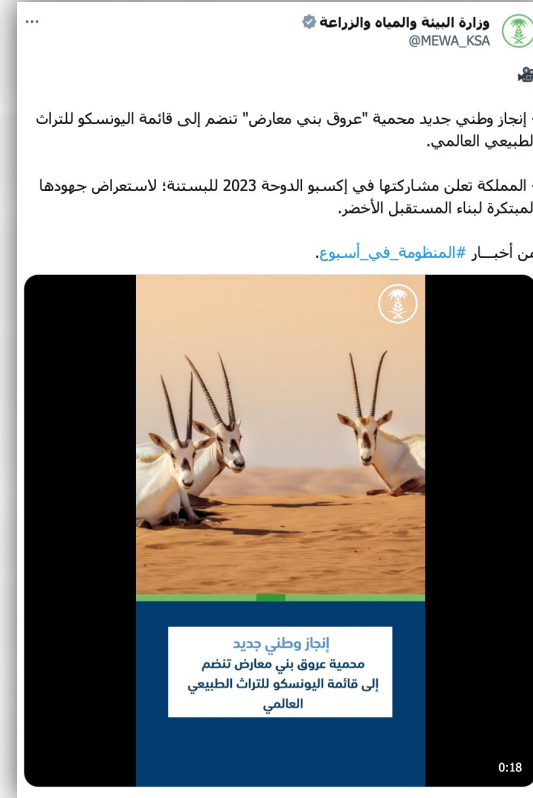 وزارة البيئة والمياه والزراعة
@MEWA_KSA
- إنجاز وطني جديد محمية "عروق بني معارض" تنضم إلى قائمة اليونسكو للتراث
الطبيعي العالمي.
- المملكة تعلن مشاركتها في إكسبو الدوحة 2023 للبستنة؛ لاستعراض جهودها
المبتكرة لبناء المستقبل الأخضر.
من أخبـــار #المنظومة_في_أسبوع.
إنجاز وطني جديد
محمية عروق بني معارض تنضم
إلى قائمة اليونسكو للتراث الطبيعي
العالمي
0:18